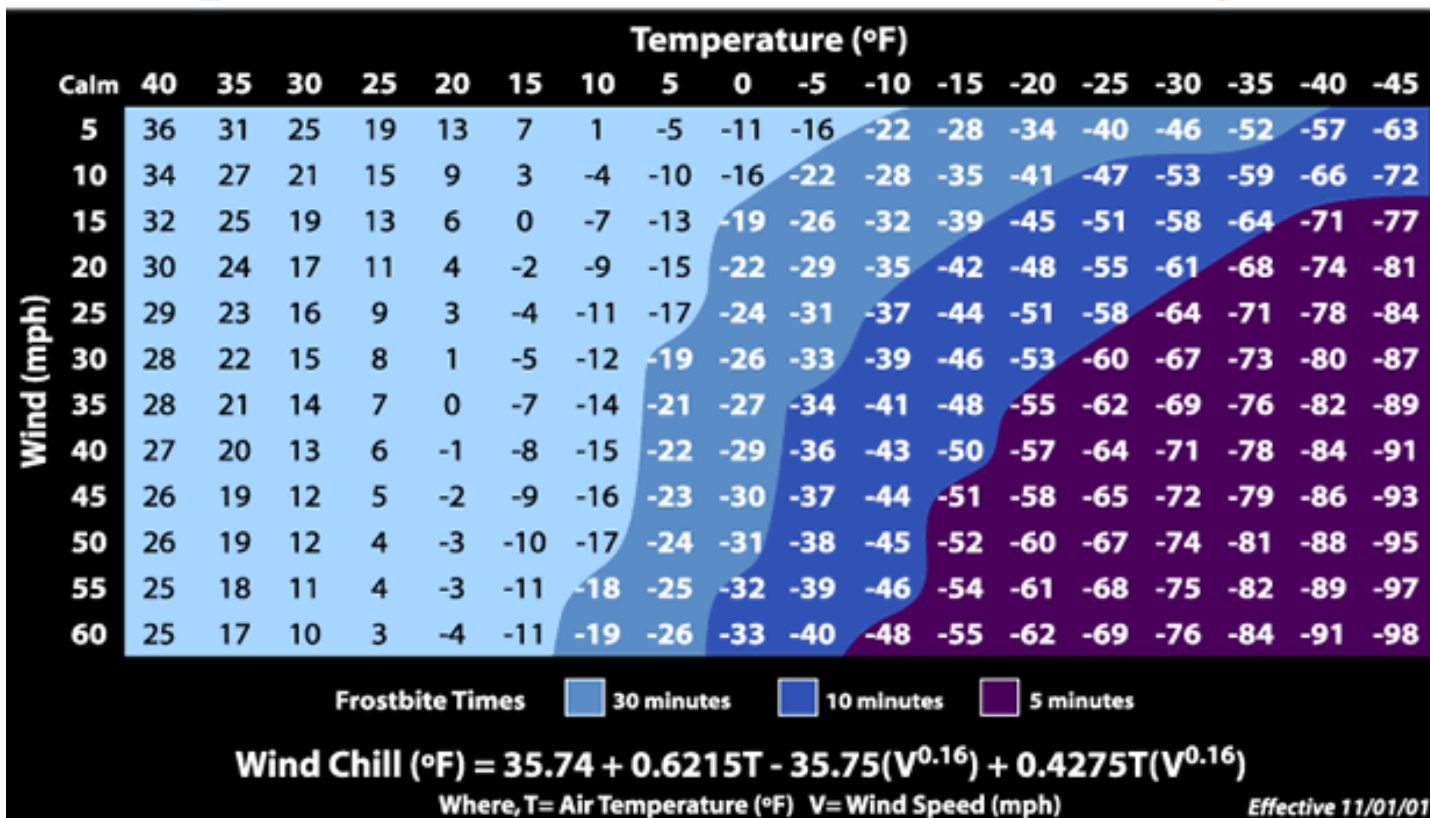 Temperature (ºF)
Calm 40 35 30 25 20 15 10 5 0 -5 -10 -15 -20 -25 -30 -35 -40 -45
5 36 31 25 19 13 7 1 -5 -11 -16 -22 -28 -34 -40 -46 -52 -57 -63
10 34 27 21 15 9 3 -4 -10 -16 -22 -28 -35 -41 -47 -53 -59 -66 -72
15 32 25 19 13 6 0 -7 -13 -19 -26 -32 -39 -45 -51 -58 -64 -71 -77
20 30 24 17 11 4 -2 -9 -15 -22 -29 -35 -42 -48 -55 -61 -68 -74 -81
25 29 23 16 9 3 -4 -11 -17 -24 -31 -37 -44 -51 -58 -64 -71 -78 -84
30 28 22 15 8 1 -5 -12 -19 -26 -33 -39 -46 -53 -60 -67 -73 -80 -87
35 28 21 14 7 0 -7 -14 -21 -27 -34 -41 -48 -55 -62 -69 -76 -82 -89
40 27 20 13 6 -1 -8 -15 -22 -29 -36 -43 -50 -57 -64 -71 -78 -84 -91
45 26 19 12 5 -2 -9 -16 -23 -30 -37 -44 -51 -58 -65 -72 -79 -86 -93
50 26 19 12 4 -3 -10 -17 -24 -31 -38 -45 -52 -60 -67 -74 -81 -88 -95
55 25 18 11 4 -3 -11 -18 -25 -32 -39 -46 -54 -61 -68 -75 -82 -89 -97
60 25 17 10 3 -4 -11 -19 -26 -33 -40 -48 -55 -62 -69 -76 -84 -91 -98
Wind (mph)
Frostbite Times 30 minutes 10 minutes 5 minutes
Wind Chill (ºF) = 35.74 + 0.6215T - 35.75(V^0.16) + 0.4275T(V^0.16)
Where, T= Air Temperature (ºF) V= Wind Speed (mph) Effective 11/01/01